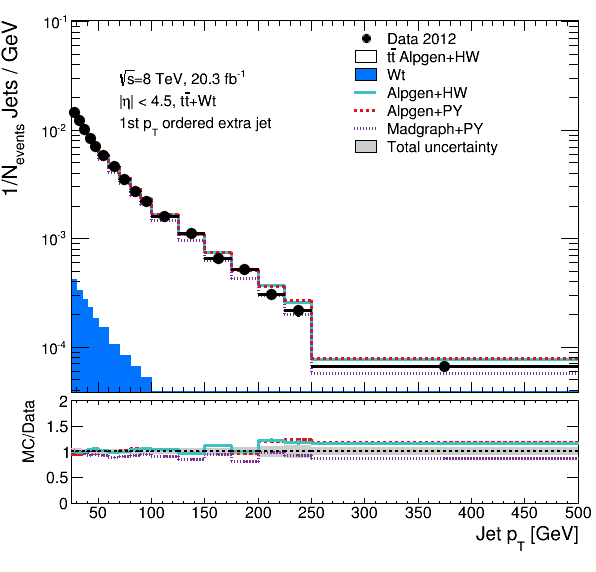 10⁻¹
10⁻²
10⁻³
10⁻⁴
1/N_events Jets / GeV
√s=8 TeV, 20.3 fb⁻¹
|η| < 4.5, tt̄+Wt
1st p_T ordered extra jet
Data 2012
tt̄ Alpgen+HW
Wt
Alpgen+HW
Alpgen+PY
Madgraph+PY
Total uncertainty
MC/Data
2
1.5
1
0.5
0
50 100 150 200 250 300 350 400 450 500
Jet p_T [GeV]